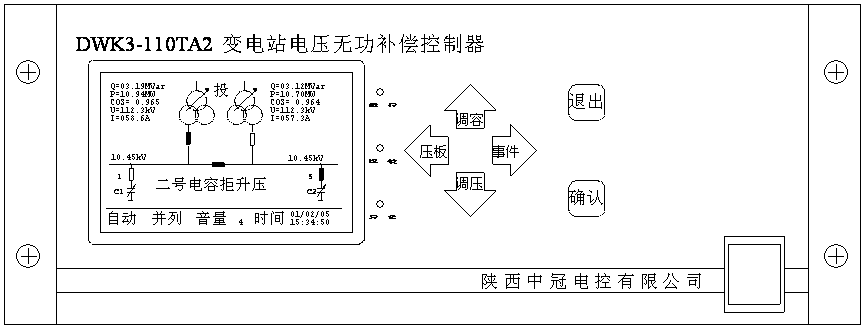 DWK3-110TA2 变电站电压无功补偿控制器
Q=03.19MVar
P=10.94MW
COS= 0.965
U=112.3kV
I=058.6A
投
Q=03.12MVar
P=10.70MW
COS= 0.964
U=112.3kV
I=057.3A
10.45kV
10.45kV
1
C1
二号电容拒升压
C2
自动 并列 音量 4 时间 01/02/05
15:34:50
调容
压板
事件
调压
退出
确认
陕西中冠电控有限公司